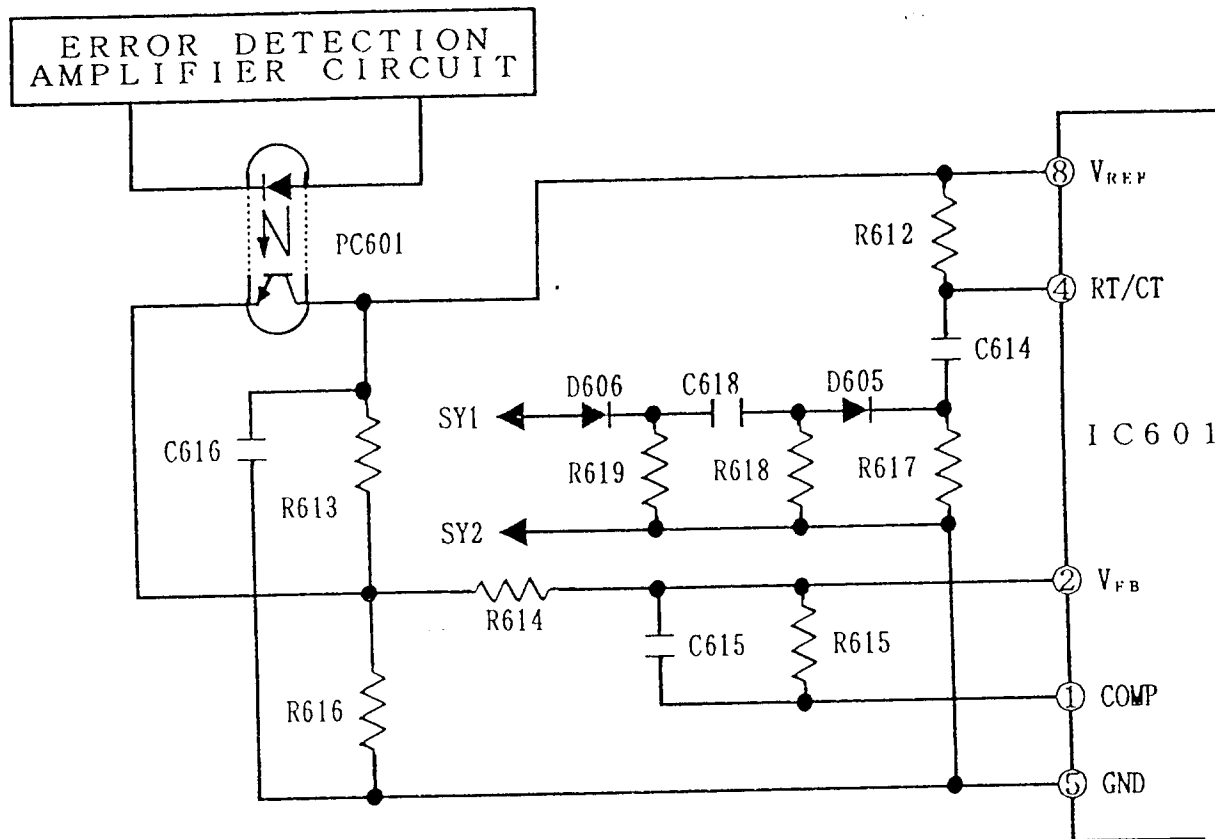 ERROR DETECTION
AMPLIFIER CIRCUIT
⑧ VREF
R612
PC601
④ RT/CT
C614
D606 C618 D605
SY1
C616
IC601
R619 R618 R617
R613
SY2
② VFB
R614
C615 R615
R616
① COMP
⑤ GND